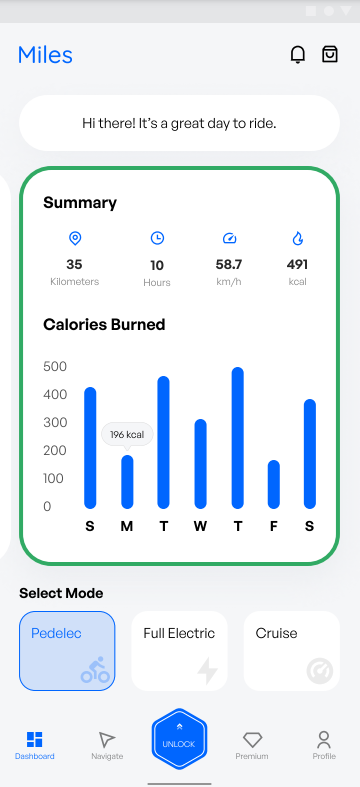 Miles
Hi there! It's a great day to ride.
Summary
35 10 58.7 491
Kilometers Hours km/h kcal
Calories Burned
500
400
300
200
100
0
196 kcal
S M T W T F S
Select Mode
Pedelec Full Electric Cruise
UNLOCK
Dashboard Navigate Premium Profile